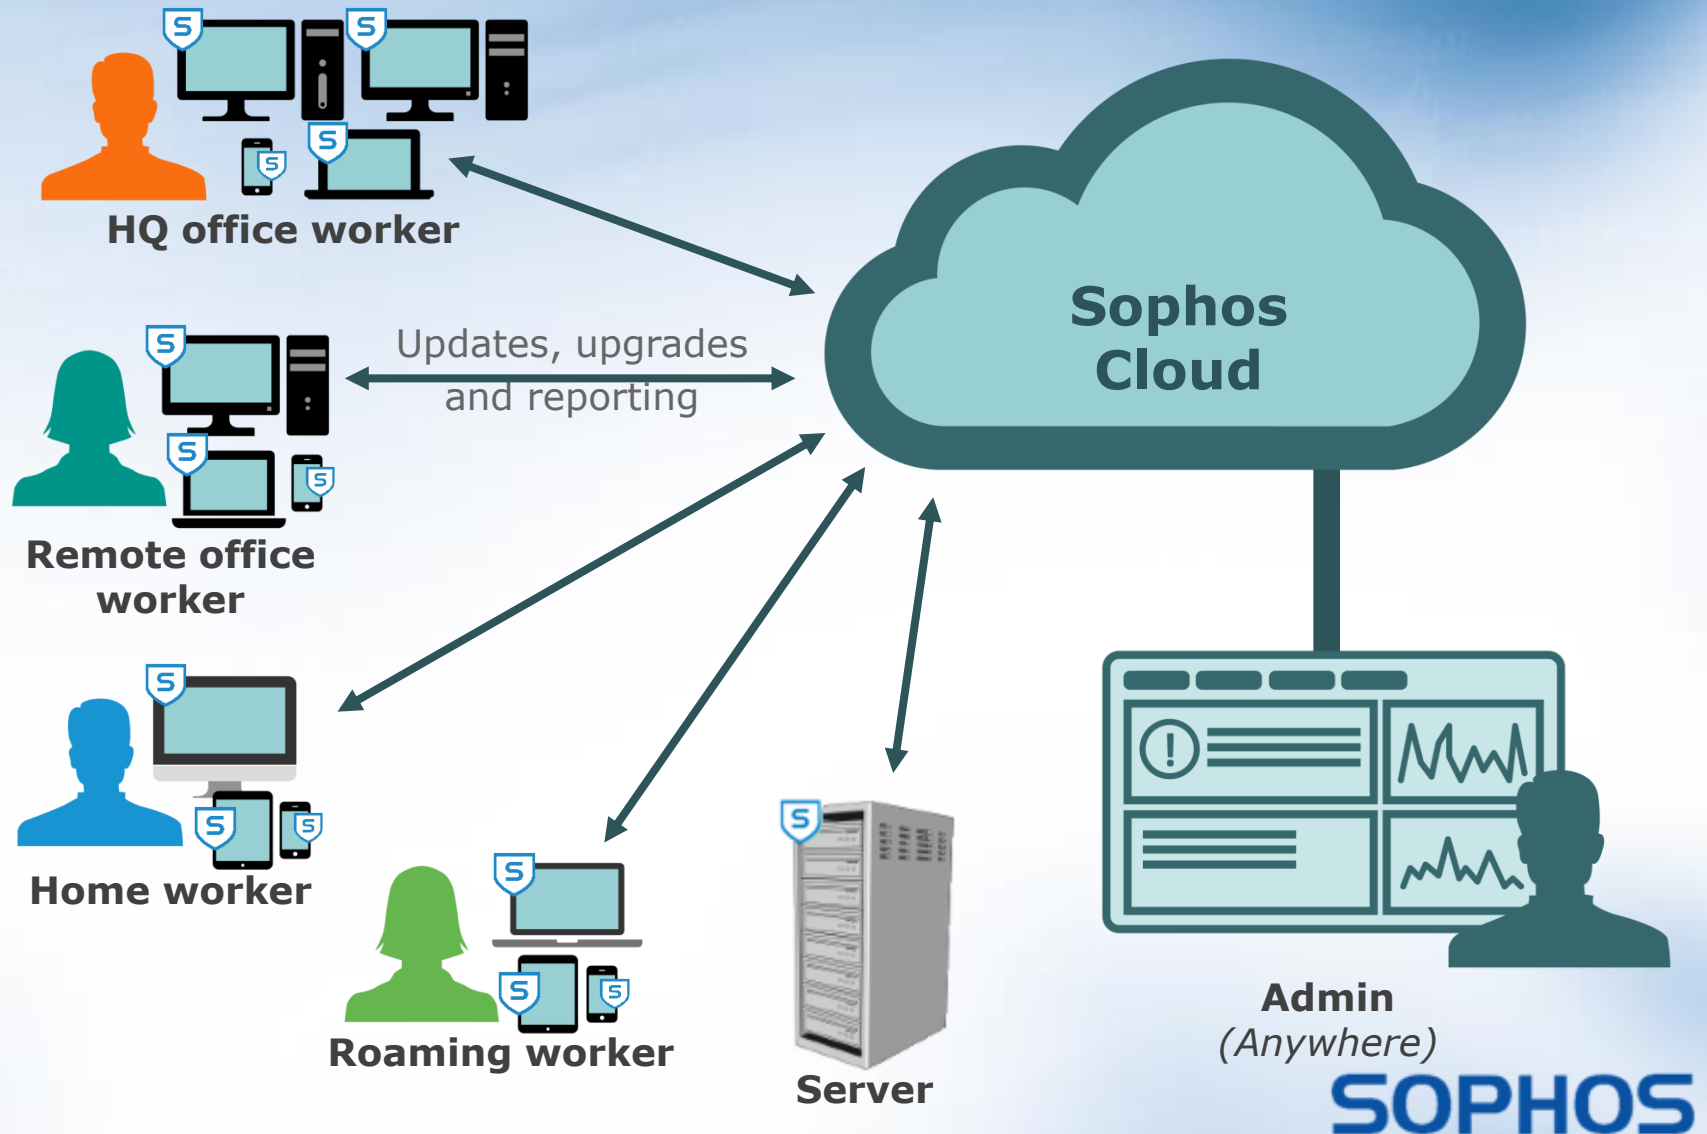 HQ office worker
Sophos
Cloud
Updates, upgrades
and reporting
Remote office
worker
Home worker
Roaming worker
Server
Admin
(Anywhere)
SOPHOS
S
S
S
S
S
S
S
S
S
S
S
S
S
S